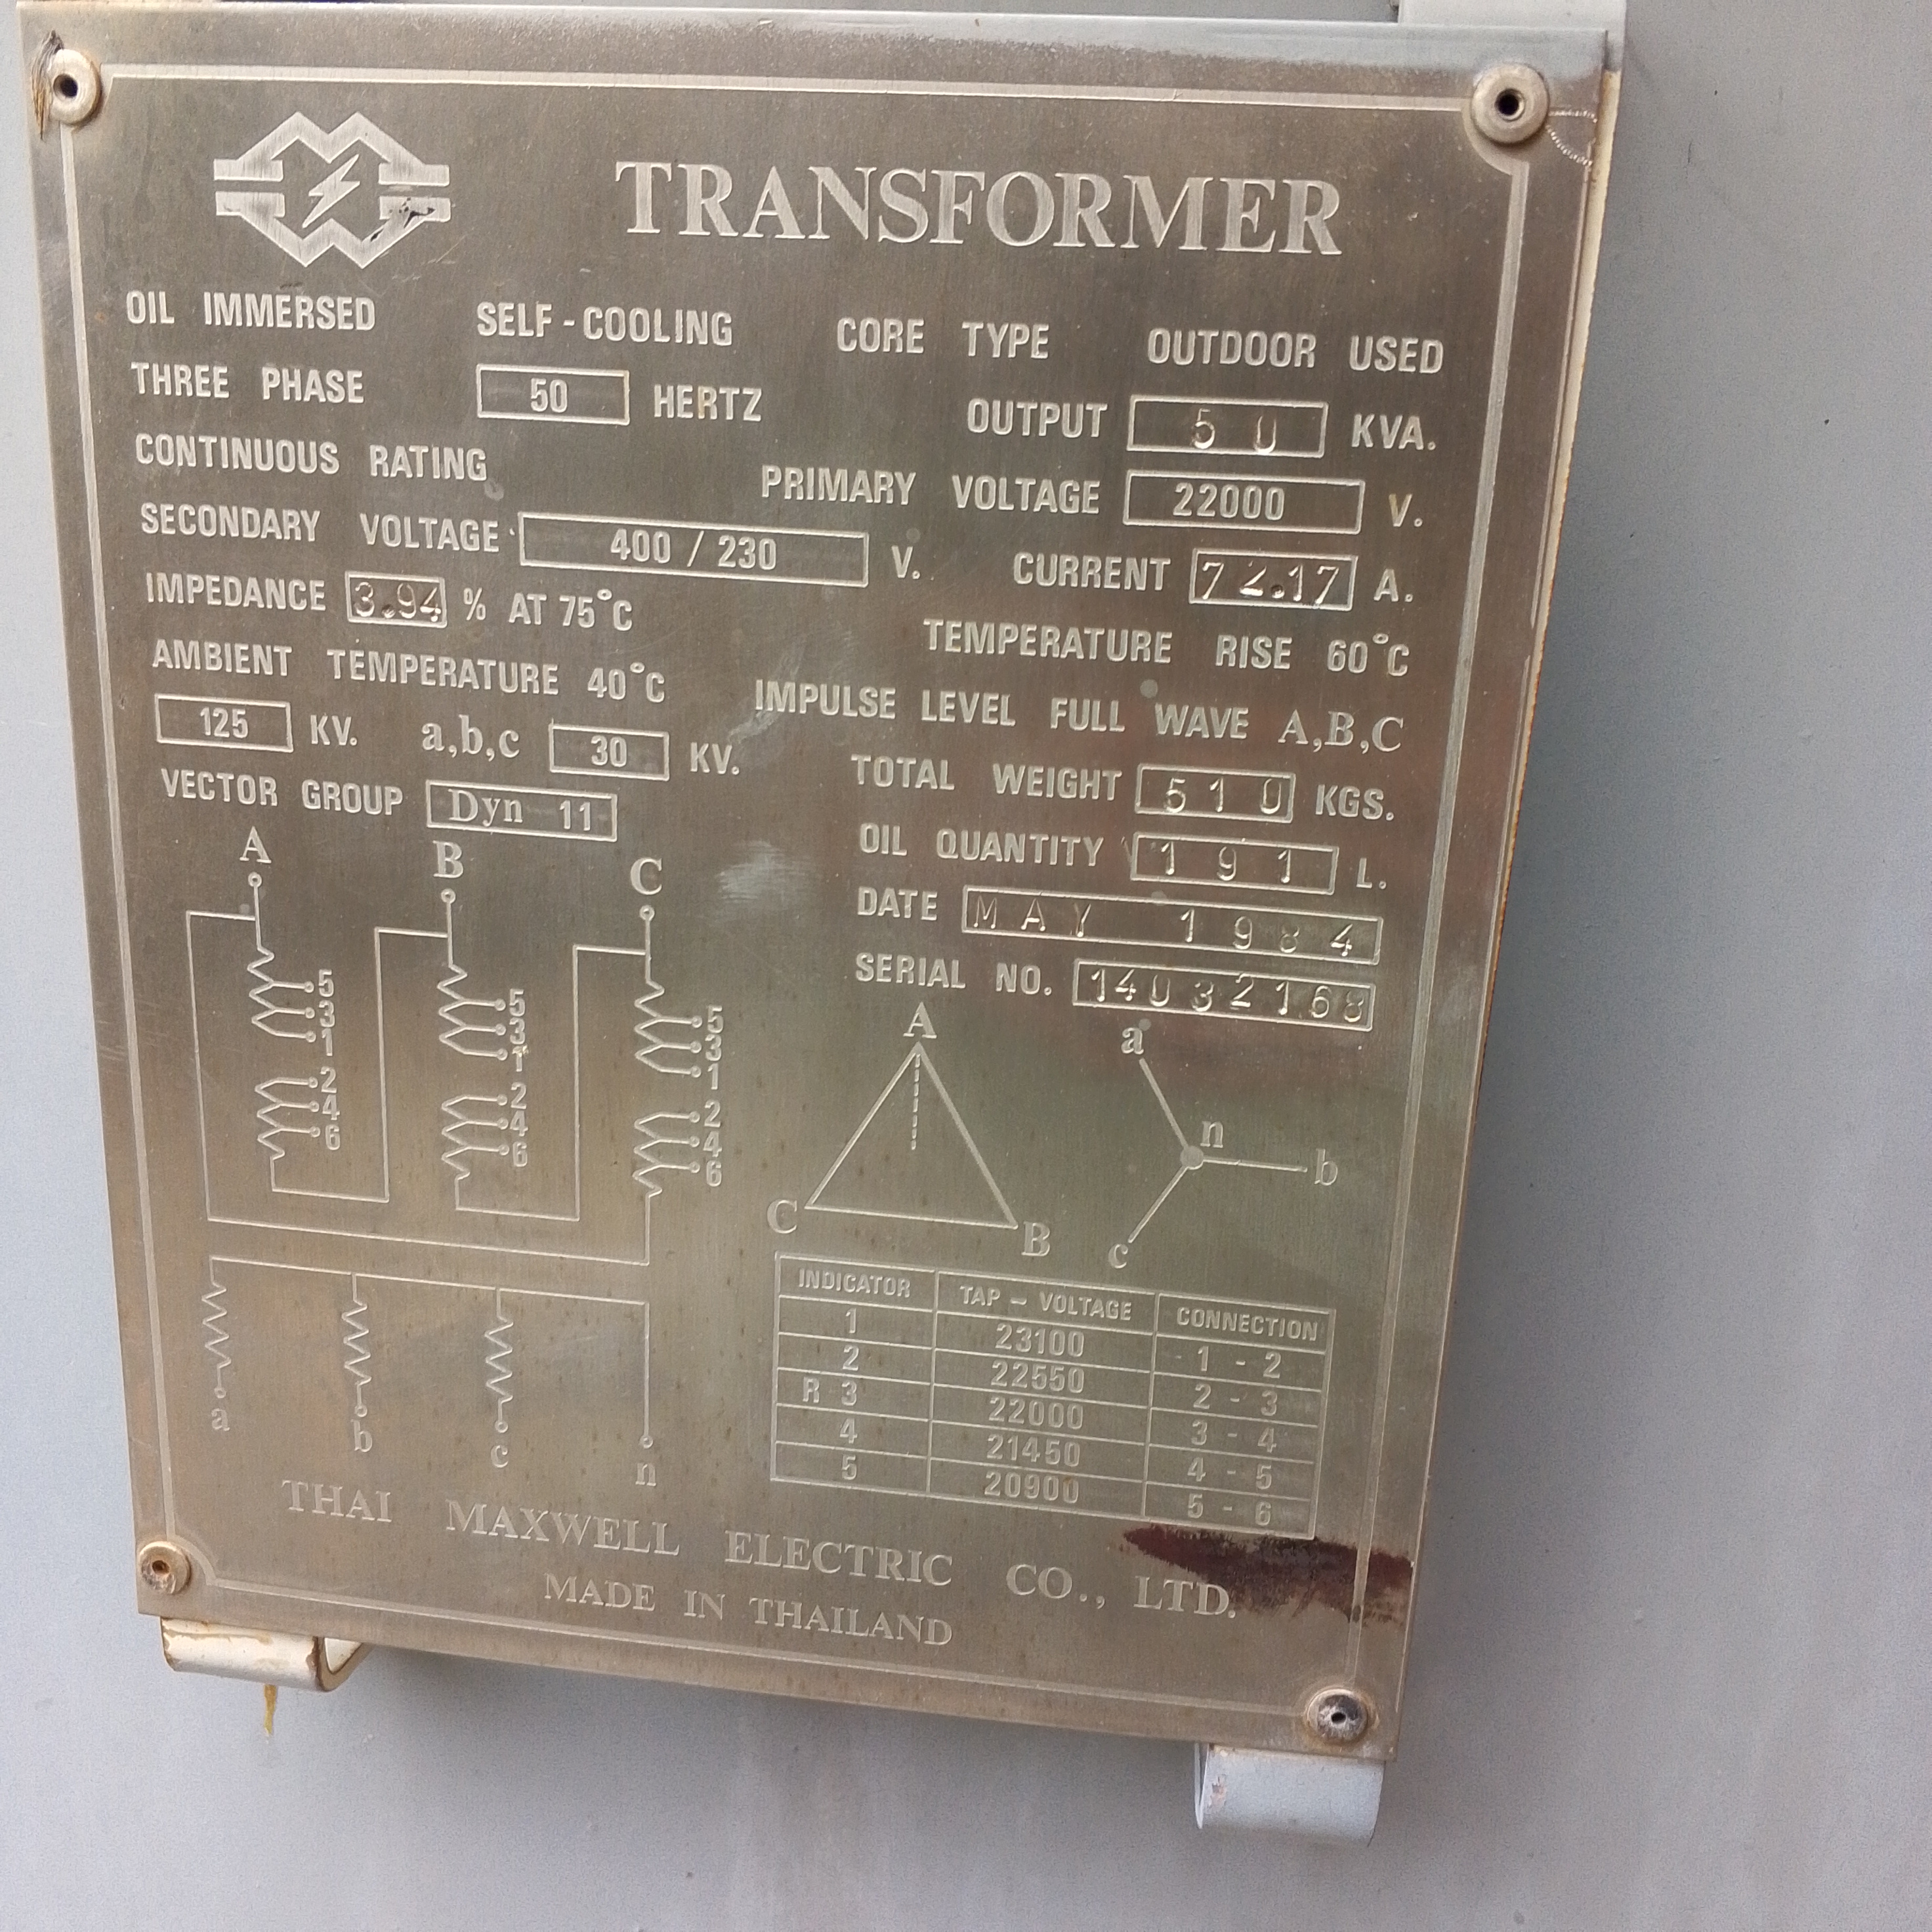 TRANSFORMER
OIL IMMERSED SELF-COOLING CORE TYPE OUTDOOR USED
THREE PHASE 50 HERTZ OUTPUT 50 KVA.
CONTINUOUS RATING PRIMARY VOLTAGE 22000 V.
SECONDARY VOLTAGE 400 / 230 V. CURRENT 72.17 A.
IMPEDANCE 3.94 % AT 75°C TEMPERATURE RISE 60°C
AMBIENT TEMPERATURE 40°C IMPULSE LEVEL FULL WAVE A,B,C
125 KV. a,b,c 30 KV. TOTAL WEIGHT 510 KGS.
VECTOR GROUP Dyn 11 OIL QUANTITY 191 L.
DATE MAY 1984
SERIAL NO. 14032168
A B C
5 5 5
3 3 3
1 1 1
2 2 2
4 4 4
6 6 6
a b c n
A
C B
a
n b
c
INDICATOR TAP - VOLTAGE CONNECTION
1 23100 1 - 2
2 22550 2 - 3
R 3 22000 3 - 4
4 21450 4 - 5
5 20900 5 - 6
THAI MAXWELL ELECTRIC CO., LTD.
MADE IN THAILAND